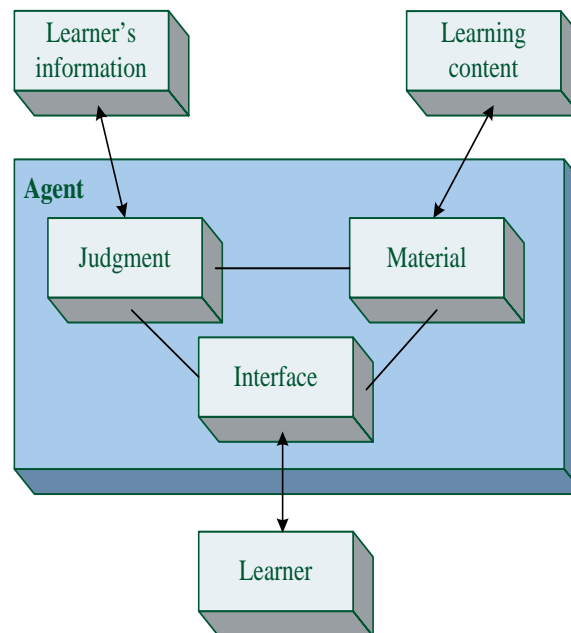 Learner's
information
Learning
content
Agent
Judgment
Material
Interface
Learner